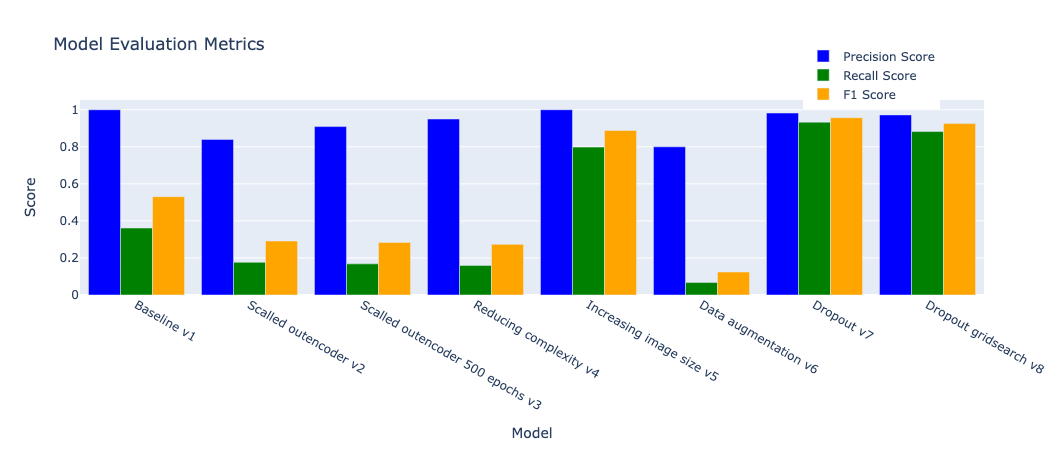 Model Evaluation Metrics
Precision Score
Recall Score
F1 Score
1
0.8
0.6
0.4
0.2
0
Score
Baseline v1
Scalled outencoder v2
Scalled outencoder 500 epochs v3
Reducing complexity v4
Increasing image size v5
Data augmentation v6
Dropout v7
Dropout gridsearch v8
Model